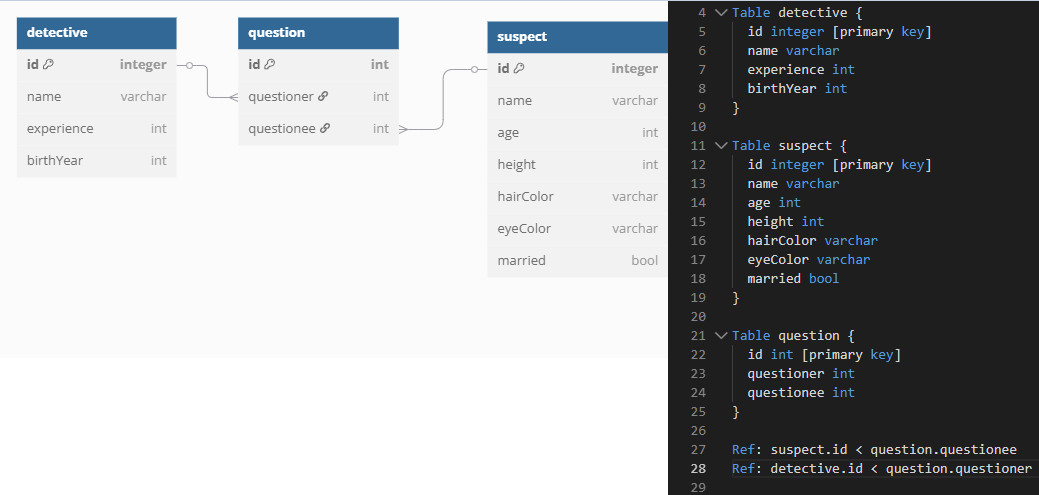 detective
id integer
name varchar
experience int
birthYear int
question
id int
questioner int
questionee int
suspect
id integer
name varchar
age int
height int
hairColor varchar
eyeColor varchar
married bool
4 Table detective {
5 id integer [primary key]
6 name varchar
7 experience int
8 birthYear int
9 }
10
11 Table suspect {
12 id integer [primary key]
13 name varchar
14 age int
15 height int
16 hairColor varchar
17 eyeColor varchar
18 married bool
19 }
20
21 Table question {
22 id int [primary key]
23 questioner int
24 questionee int
25 }
26
27 Ref: suspect.id < question.questionee
28 Ref: detective.id < question.questioner
29